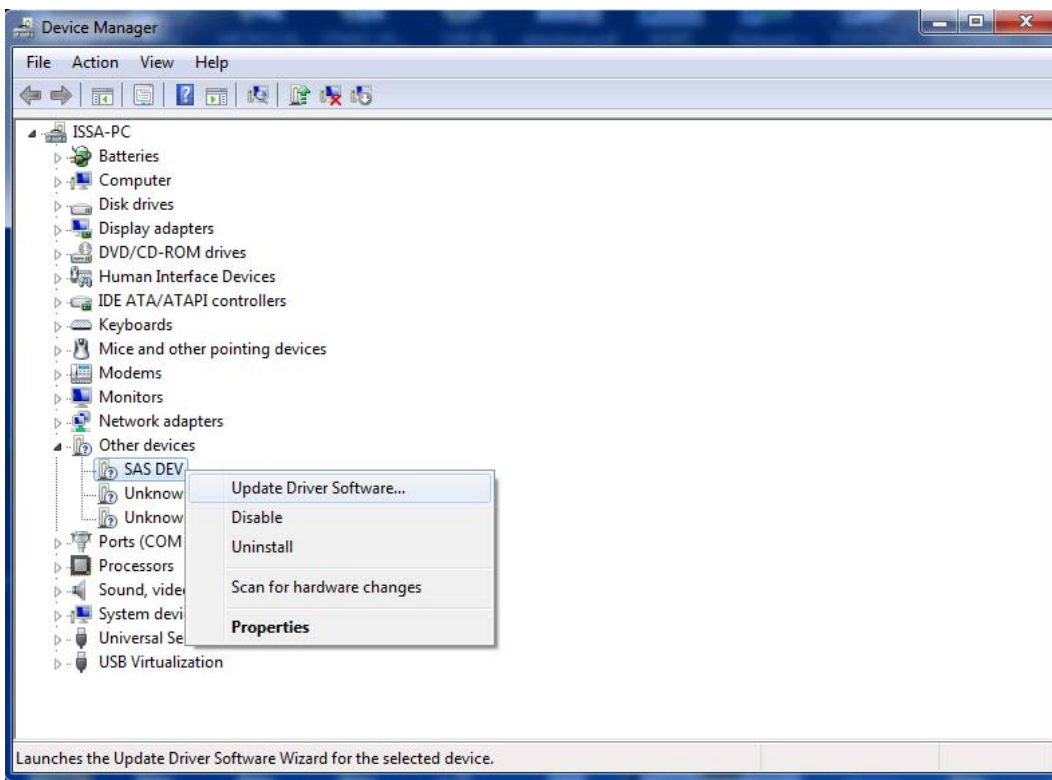 Device Manager
File Action View Help
ISSA-PC
Batteries
Computer
Disk drives
Display adapters
DVD/CD-ROM drives
Human Interface Devices
IDE ATA/ATAPI controllers
Keyboards
Mice and other pointing devices
Modems
Monitors
Network adapters
Other devices
SAS DEV
Unknow
Unknow
Ports (COM
Processors
Sound, vide
System devi
Universal Se
USB Virtualization
Update Driver Software...
Disable
Uninstall
Scan for hardware changes
Properties
Launches the Update Driver Software Wizard for the selected device.